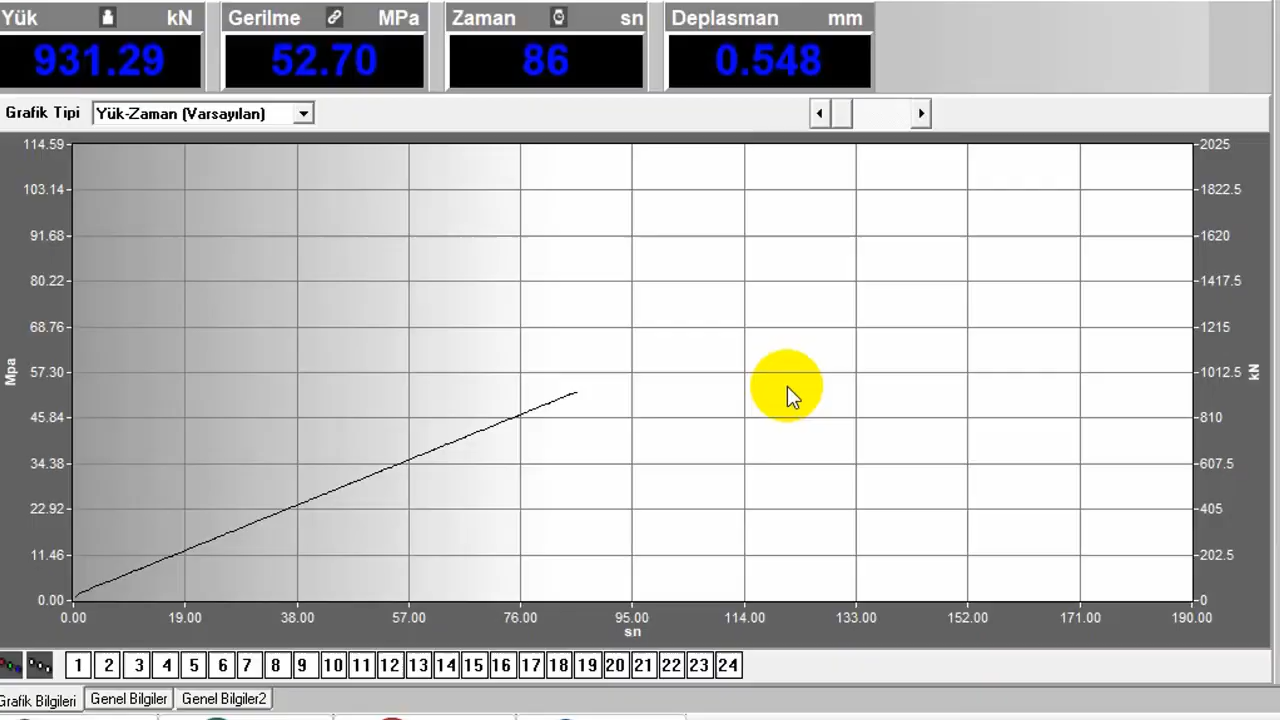 Yük kN Gerilme MPa Zaman sn Deplasman mm
931.29 52.70 86 0.548
Grafik Tipi Yük-Zaman (Varsayılan)
114.59 2025
103.14 1822.5
91.68 1620
80.22 1417.5
68.76 1215
57.30 1012.5
Mpa kN
45.84 810
34.38 607.5
22.92 405
11.46 202.5
0.00 0
0.00 19.00 38.00 57.00 76.00 95.00 114.00 133.00 152.00 171.00 190.00
sn
1 2 3 4 5 6 7 8 9 10 11 12 13 14 15 16 17 18 19 20 21 22 23 24
Grafik Bilgileri Genel Bilgiler Genel Bilgiler2